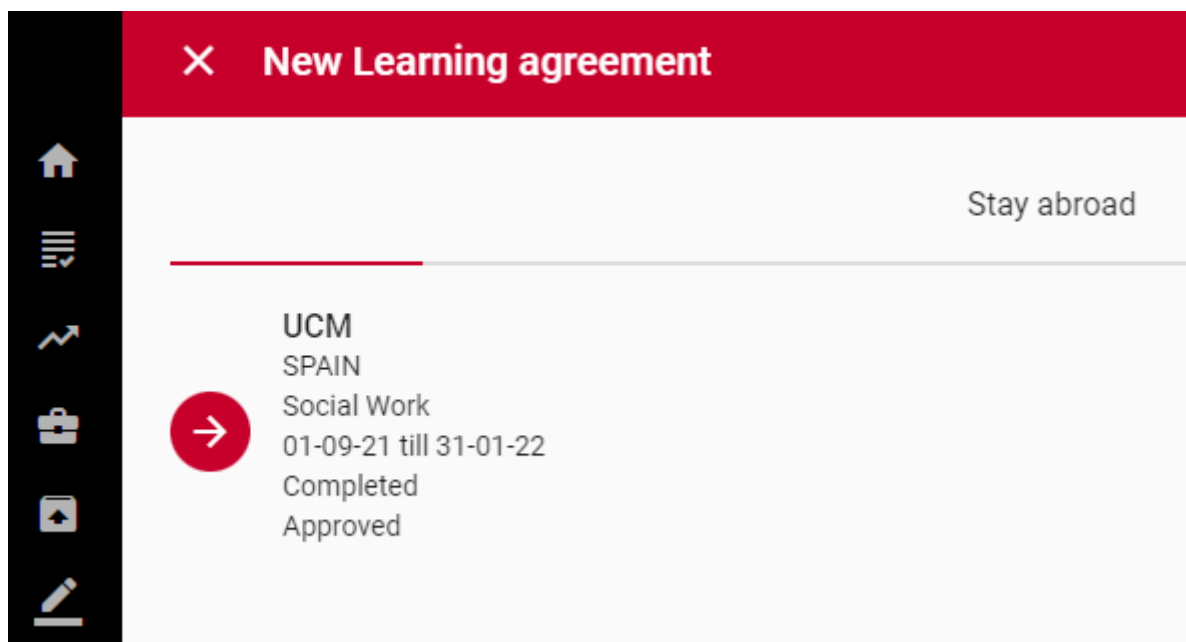 New Learning agreement
Stay abroad
UCM
SPAIN
Social Work
01-09-21 till 31-01-22
Completed
Approved